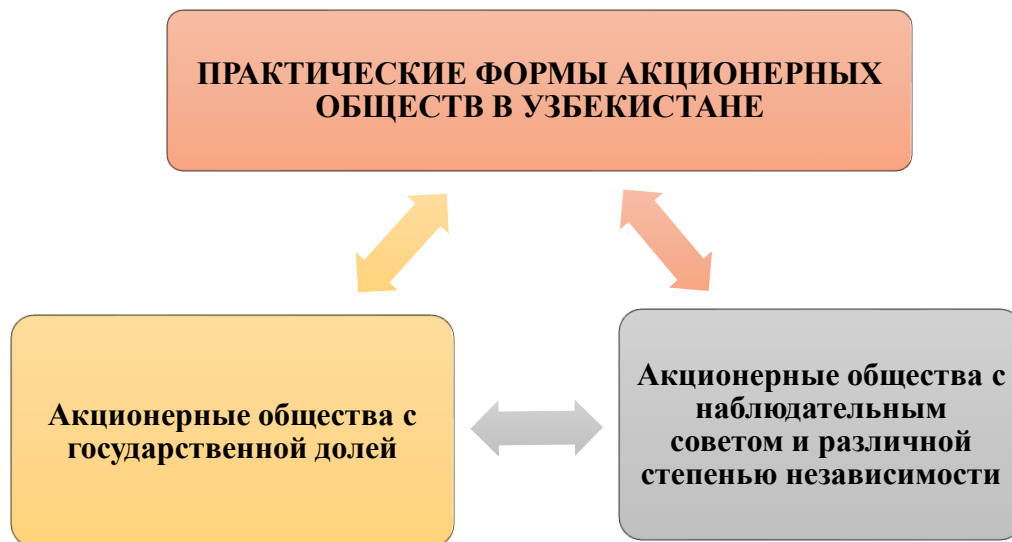 ПРАКТИЧЕСКИЕ ФОРМЫ АКЦИОНЕРНЫХ
ОБЩЕСТВ В УЗБЕКИСТАНЕ
Акционерные общества с
государственной долей
Акционерные общества с
наблюдательным
советом и различной
степенью независимости